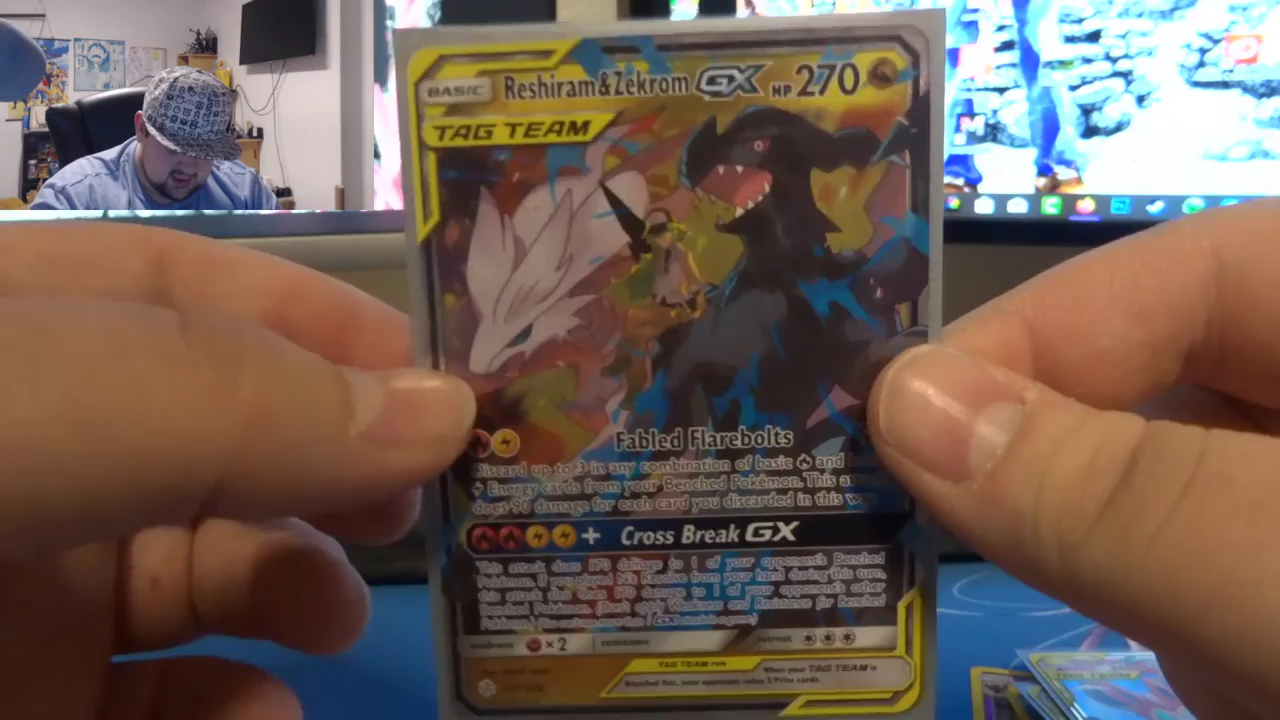 BASIC
Reshiram&Zekrom GX HP 270
TAG TEAM
Fabled Flarebolts
Discard up to 3 in any combination of basic and
Energy cards from your Benched Pokémon. This
does 90 damage for each card you discarded in this
+ Cross Break GX
This attack does 170 damage to 1 of your opponent's Benched
Pokémon. If you played N's Resolve from your hand during this turn,
this attack also does 170 damage to 1 of your opponent's other
Benched Pokémon. (Don't apply Weakness and Resistance for Benched
Pokémon.)
weakness ×2 resistance retreat
TAG TEAM rule When your TAG TEAM is
Knocked Out, your opponent takes 3 Prize cards.
TAG TEAM